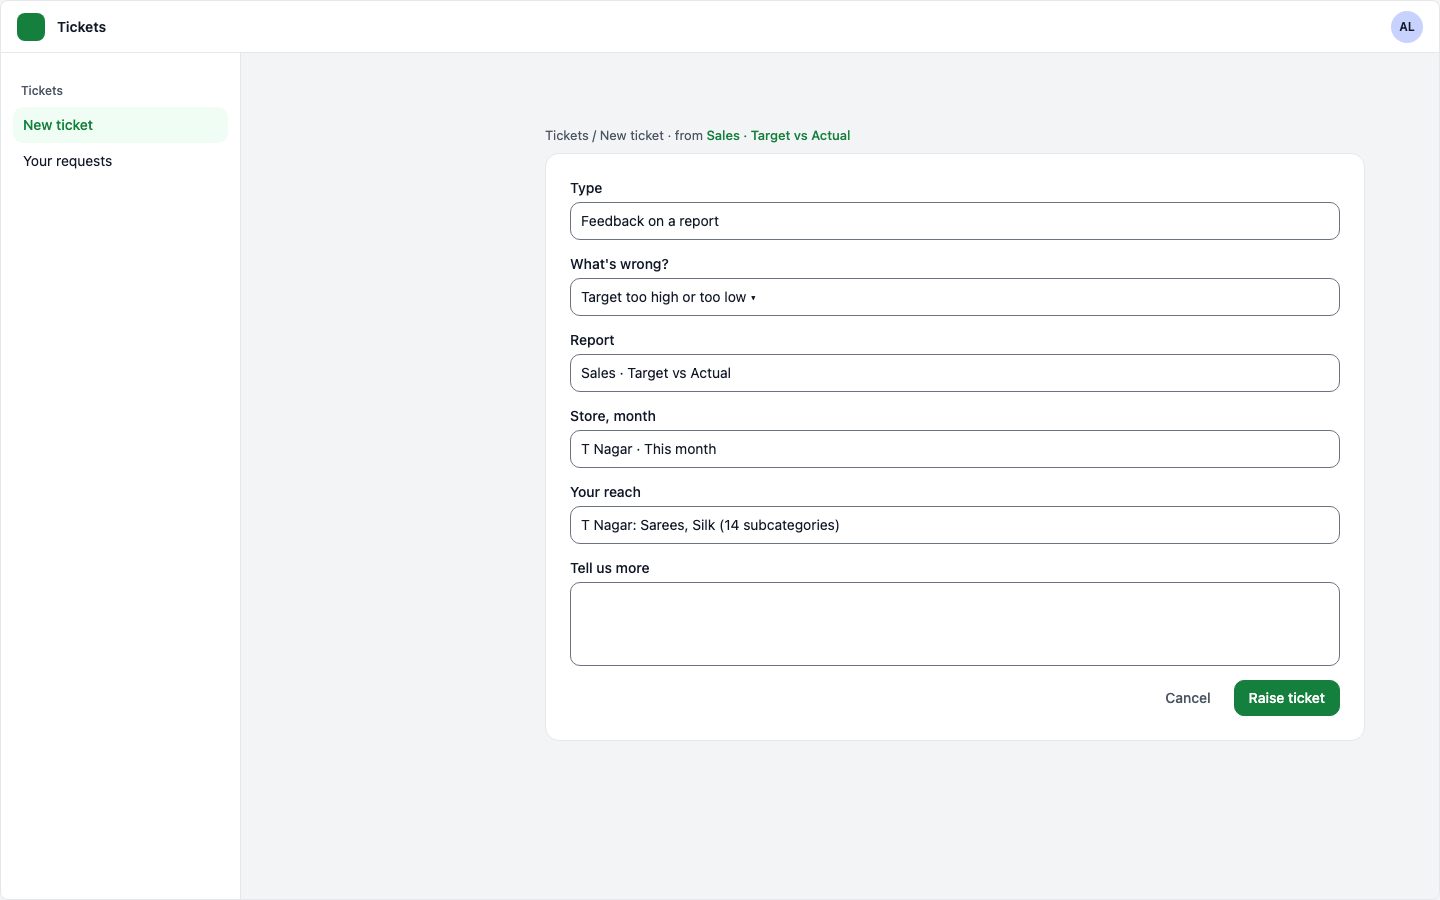 Tickets
AL
Tickets
New ticket
Your requests
Tickets / New ticket · from Sales · Target vs Actual
Type
Feedback on a report
What's wrong?
Target too high or too low ▾
Report
Sales · Target vs Actual
Store, month
T Nagar · This month
Your reach
T Nagar: Sarees, Silk (14 subcategories)
Tell us more
Cancel
Raise ticket